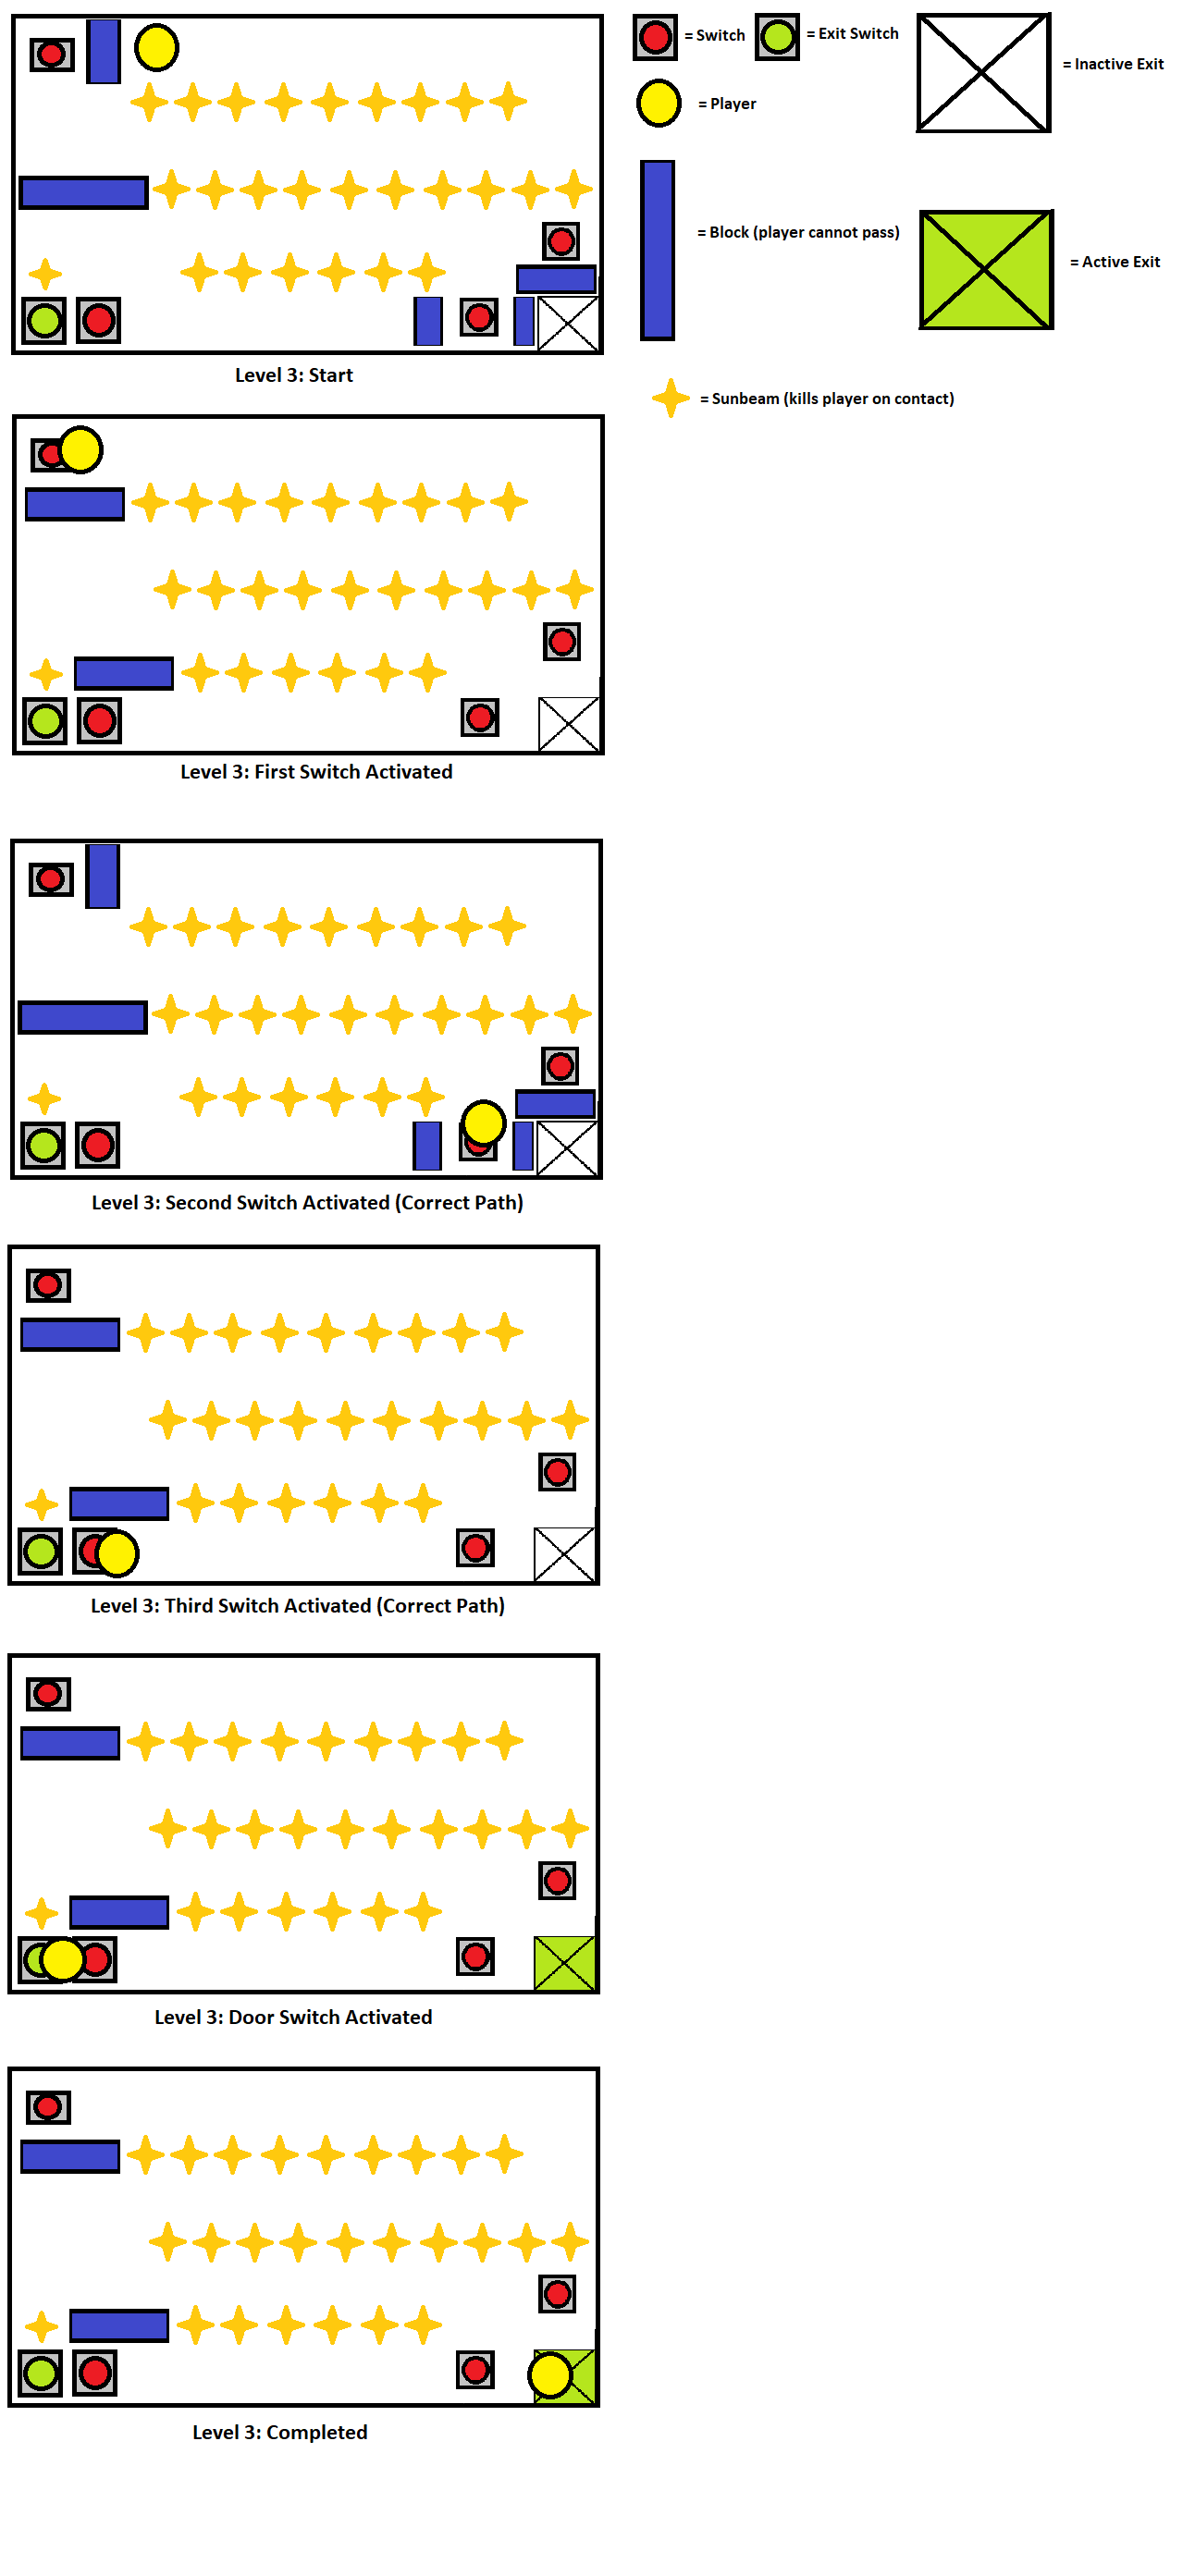 = Switch
= Exit Switch
= Inactive Exit
= Player
= Block (player cannot pass)
= Active Exit
= Sunbeam (kills player on contact)
Level 3: Start
Level 3: First Switch Activated
Level 3: Second Switch Activated (Correct Path)
Level 3: Third Switch Activated (Correct Path)
Level 3: Door Switch Activated
Level 3: Completed